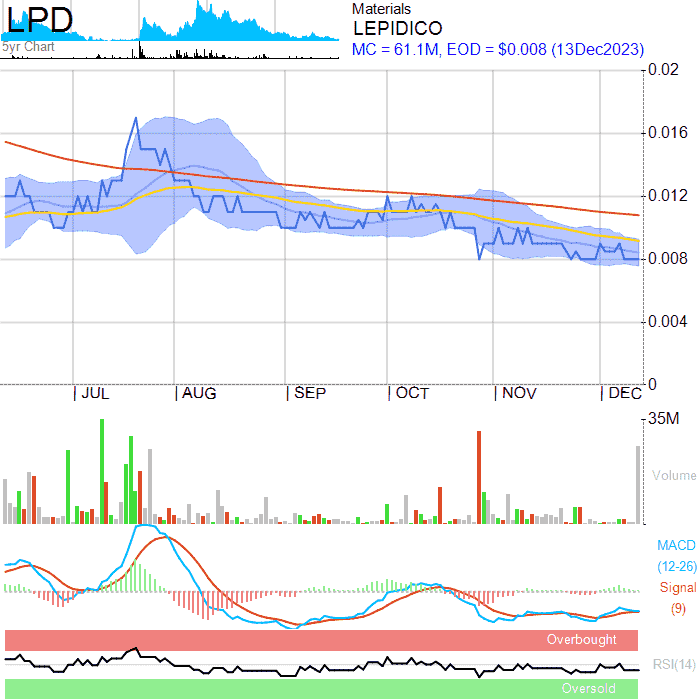 LPD
5yr Chart
Materials
LEPIDICO
MC = 61.1M, EOD = $0.008 (13Dec2023)
0.02
0.016
0.012
0.008
0.004
0
JUL AUG SEP OCT NOV DEC
35M
Volume
MACD
(12-26)
Signal
(9)
Overbought
RSI(14)
Oversold